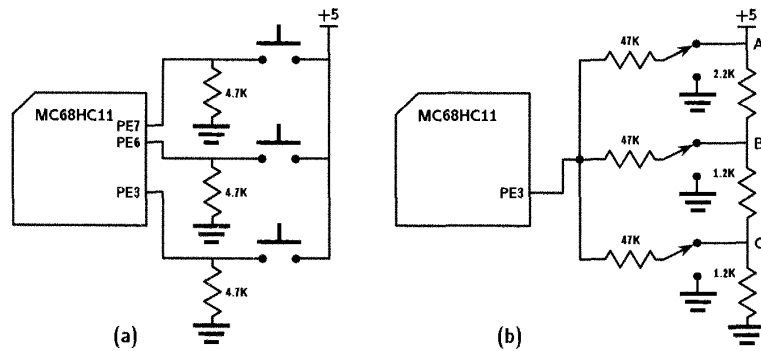 +5
4.7K
MC68HC11
PE7
PE6
4.7K
PE3
4.7K
(a)
+5
47K
A
2.2K
MC68HC11
47K
B
PE3
1.2K
47K
C
1.2K
(b)